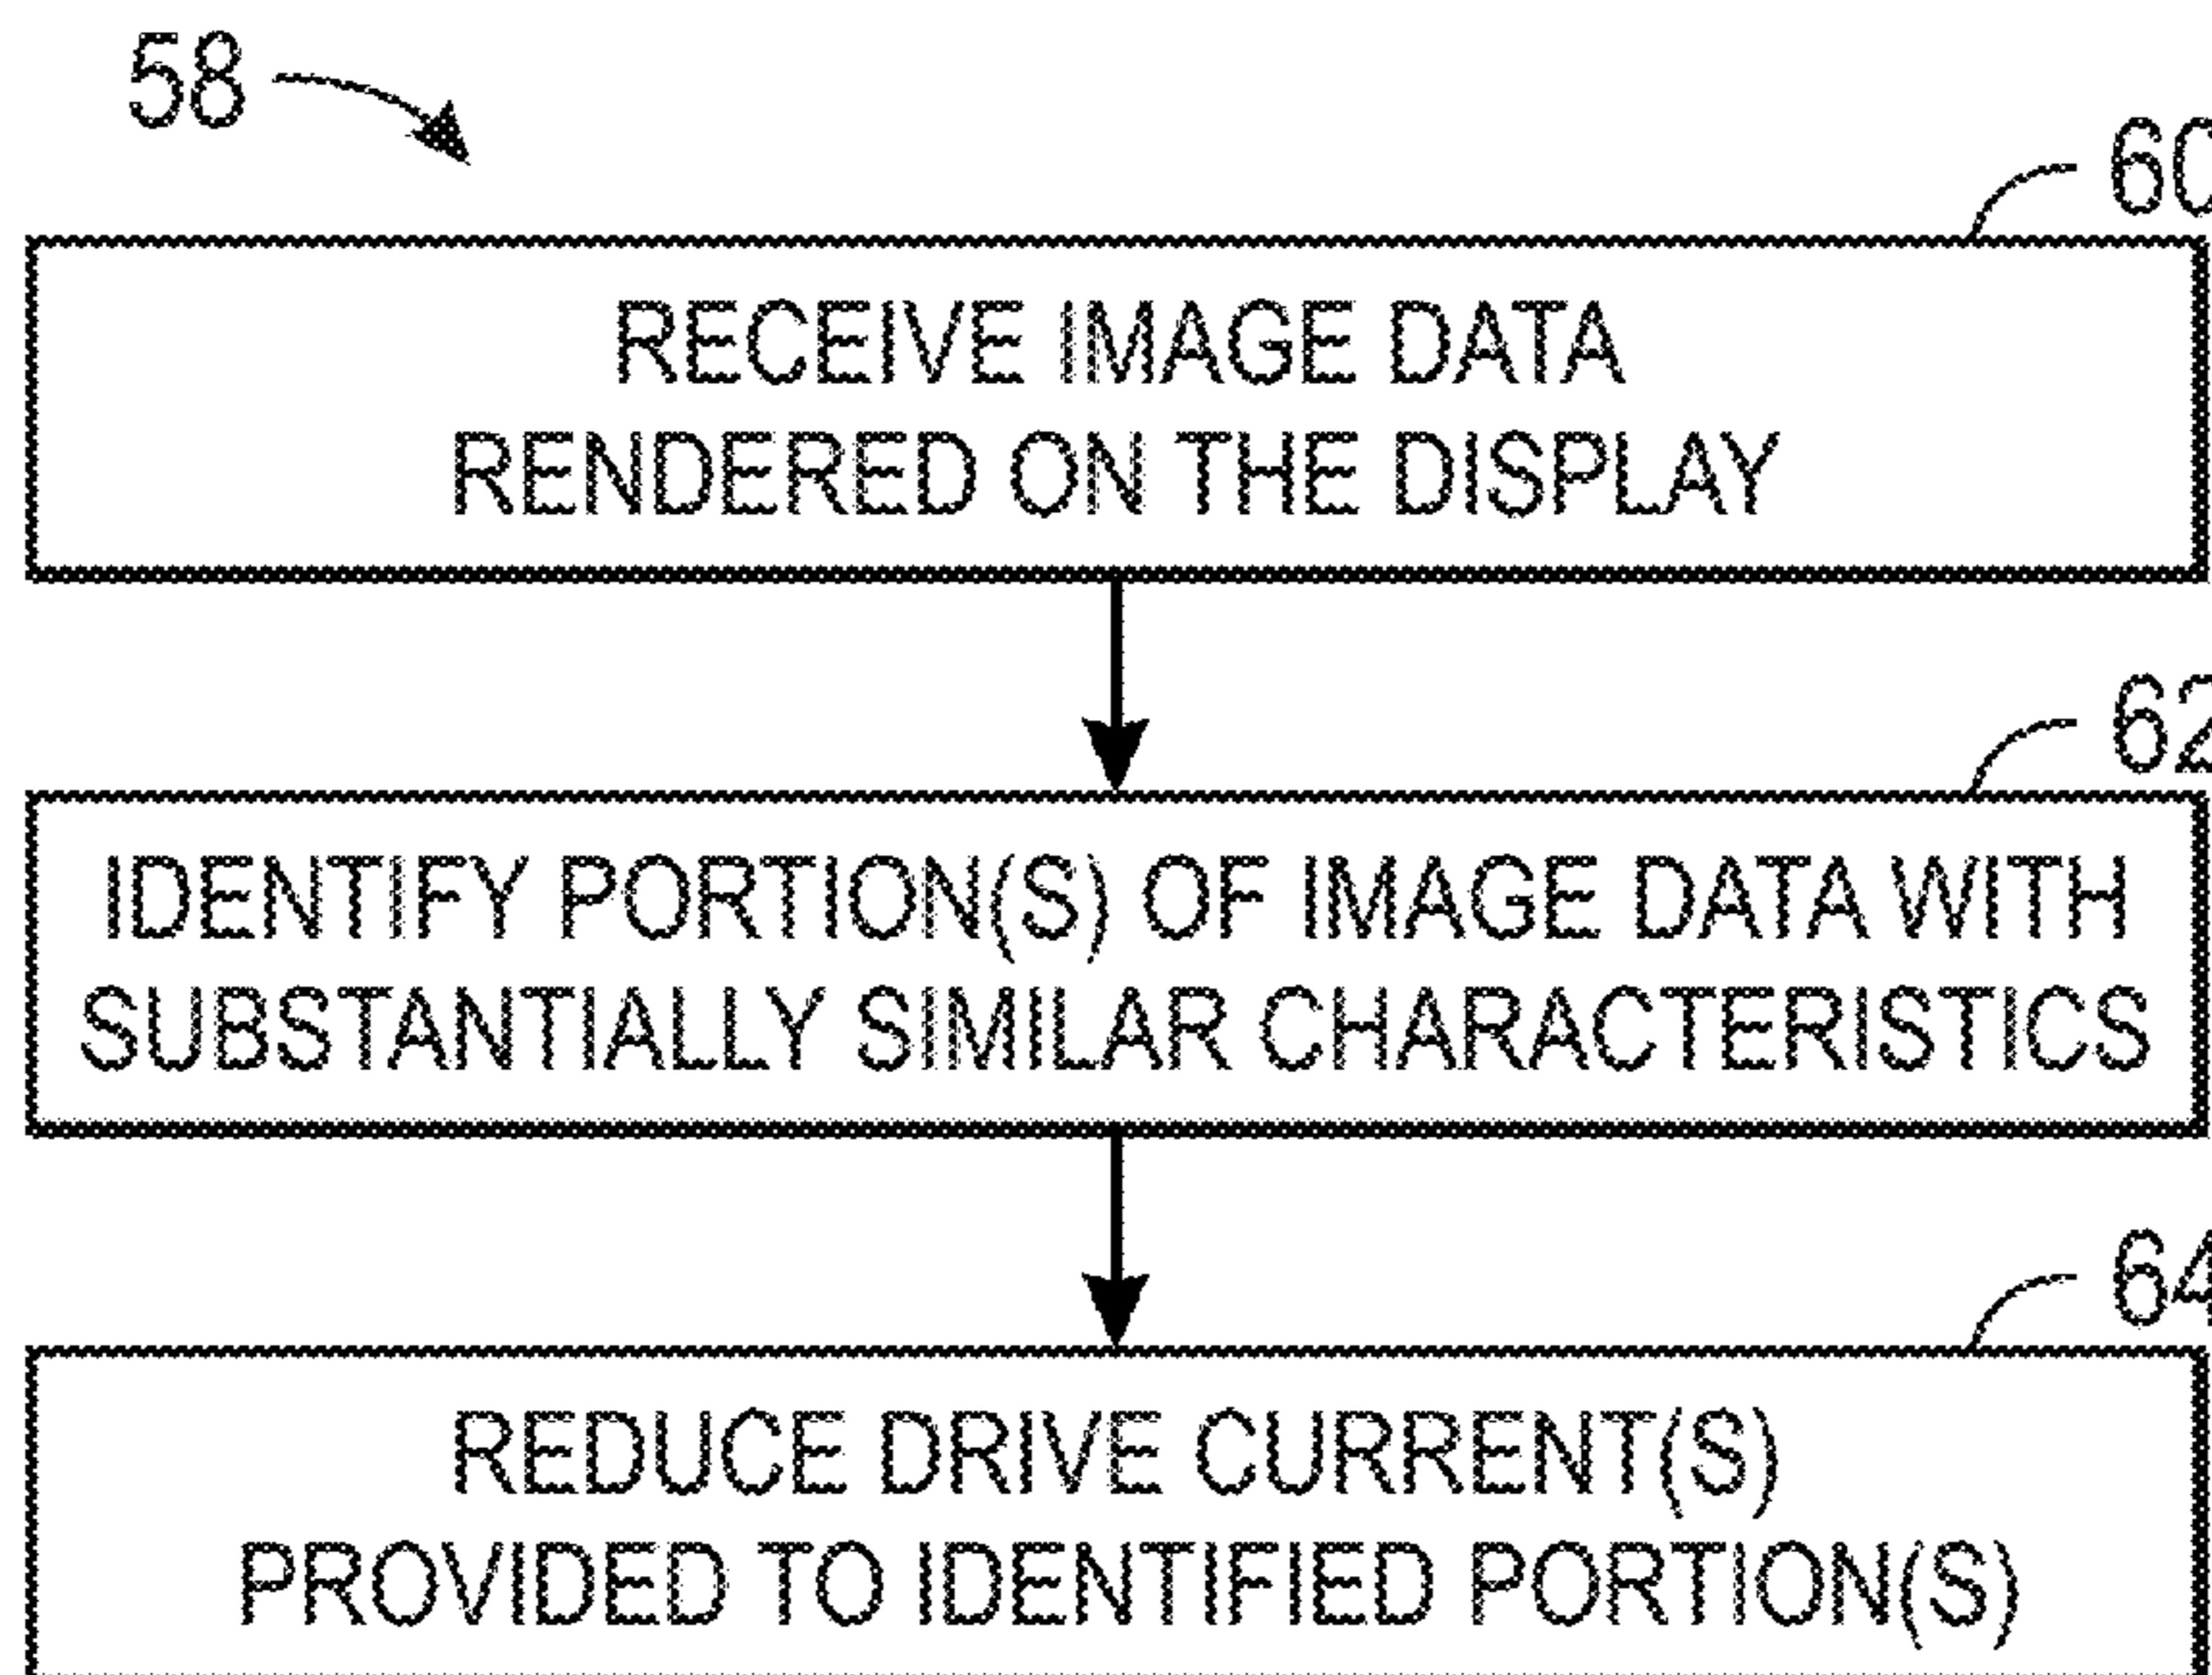 58
60
RECEIVE IMAGE DATA
RENDERED ON THE DISPLAY
62
IDENTIFY PORTION(S) OF IMAGE DATA WITH
SUBSTANTIALLY SIMILAR CHARACTERISTICS
64
REDUCE DRIVE CURRENT(S)
PROVIDED TO IDENTIFIED PORTION(S)